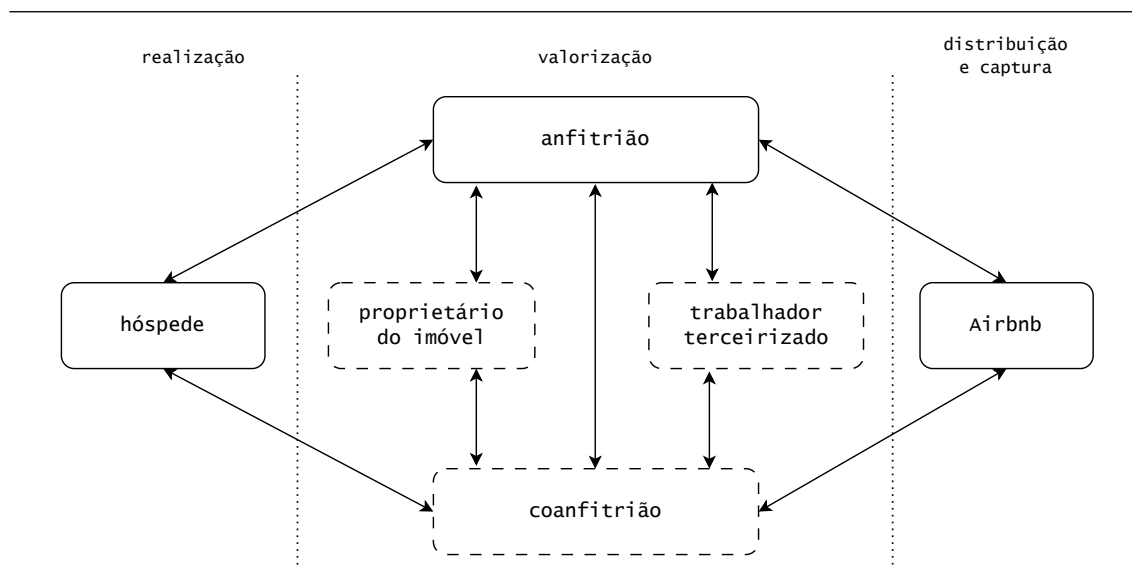 realização
valorização
distribuição
e captura
anfitrião
hóspede
proprietário
do imóvel
trabalhador
terceirizado
Airbnb
coanfitrião